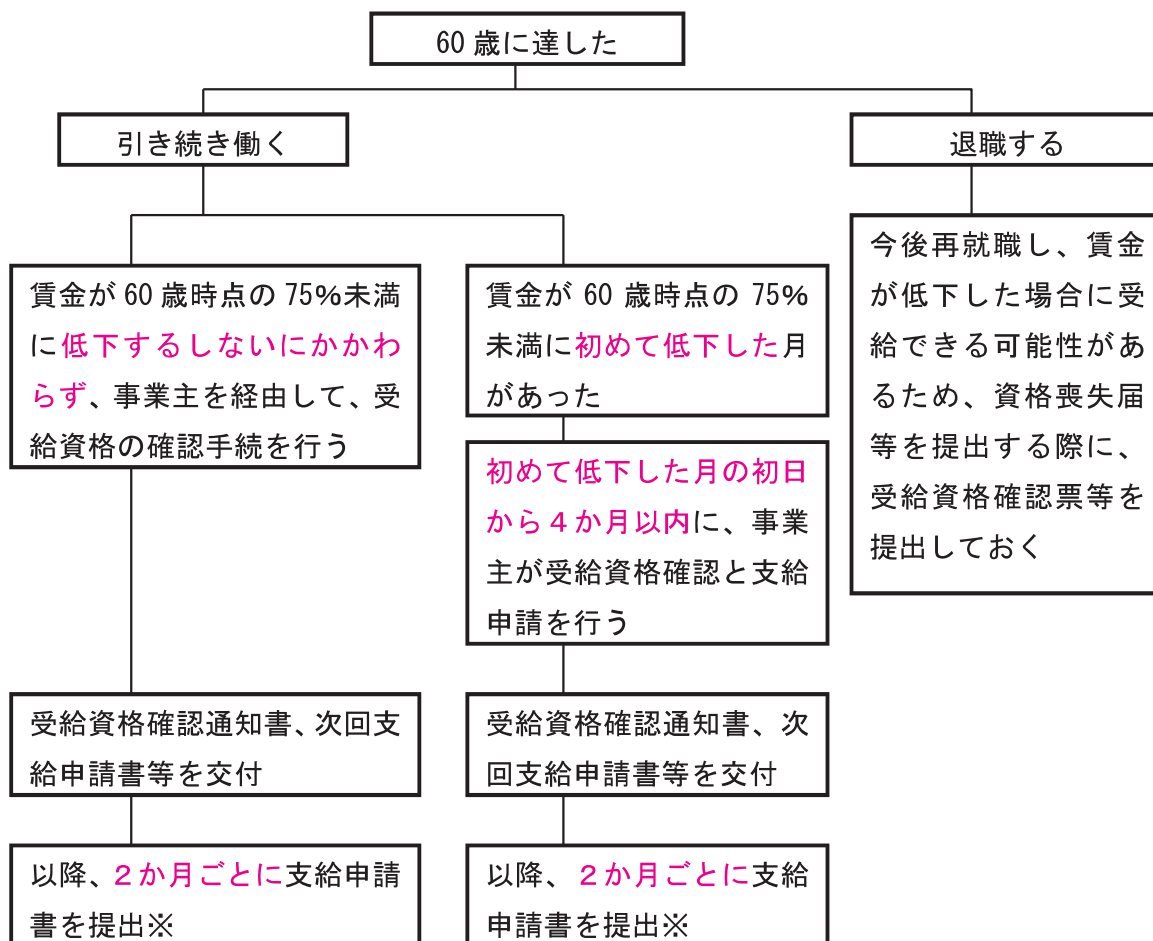 60 歳に達した
引き続き働く
退職する
賃金が 60 歳時点の 75%未満
に低下するしないにかかわ
らず、事業主を経由して、受
給資格の確認手続を行う
賃金が 60 歳時点の 75%
未満に初めて低下した月
があった
初めて低下した月の初日
から４か月以内に、事業
主が受給資格確認と支給
申請を行う
今後再就職し、賃金
が低下した場合に受
給できる可能性があ
るため、資格喪失届
等を提出する際に、
受給資格確認票等を
提出しておく
受給資格確認通知書、次回支
給申請書等を交付
受給資格確認通知書、次
回支給申請書等を交付
以降、２か月ごとに支給申請
書を提出※
以降、２か月ごとに支給
申請書を提出※